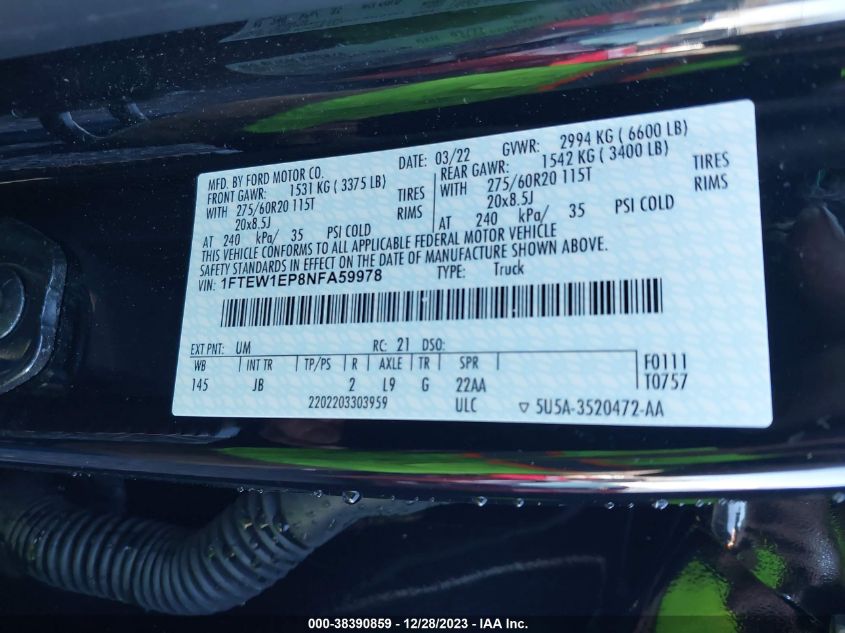 MFD. BY FORD MOTOR CO.
DATE: 03/22 GVWR: 2994 KG ( 6600 LB)
FRONT GAWR: 1531 KG ( 3375 LB)
REAR GAWR: 1542 KG ( 3400 LB)
WITH 275/60R20 115T TIRES
WITH 275/60R20 115T TIRES
20x8.5J RIMS
20x8.5J RIMS
AT 240 kPa/ 35 PSI COLD
AT 240 kPa/ 35 PSI COLD
THIS VEHICLE CONFORMS TO ALL APPLICABLE FEDERAL MOTOR VEHICLE
SAFETY STANDARDS IN EFFECT ON THE DATE OF MANUFACTURE SHOWN ABOVE.
VIN: 1FTEW1EP8NFA59978 TYPE: Truck
EXT PNT: UM RC: 21 DSO:
WB INT TR TP/PS R AXLE TR SPR F0111
145 JB 2 L9 G 22AA T0757
2202203303959 ULC ▽ 5U5A-3520472-AA
000-38390859 / 12/28/2023 - IAA Inc.